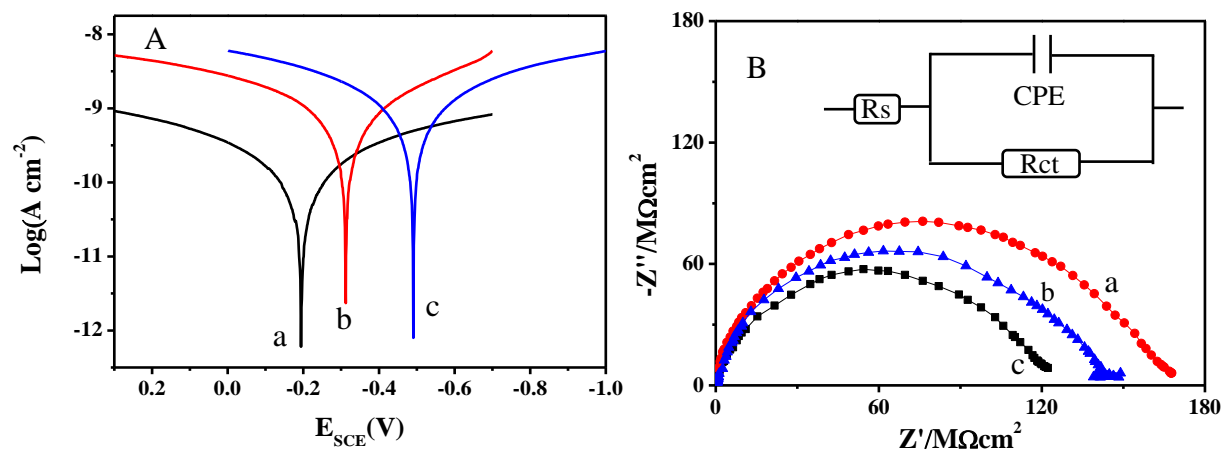 A
-8
-9
-10
-11
-12
Log(A cm⁻²)
a
b
c
0.2
0.0
-0.2
-0.4
-0.6
-0.8
-1.0
E_SCE(V)
B
180
120
60
0
-Z''/MΩcm²
Rs
CPE
Rct
a
b
c
0
60
120
180
Z'/MΩcm²